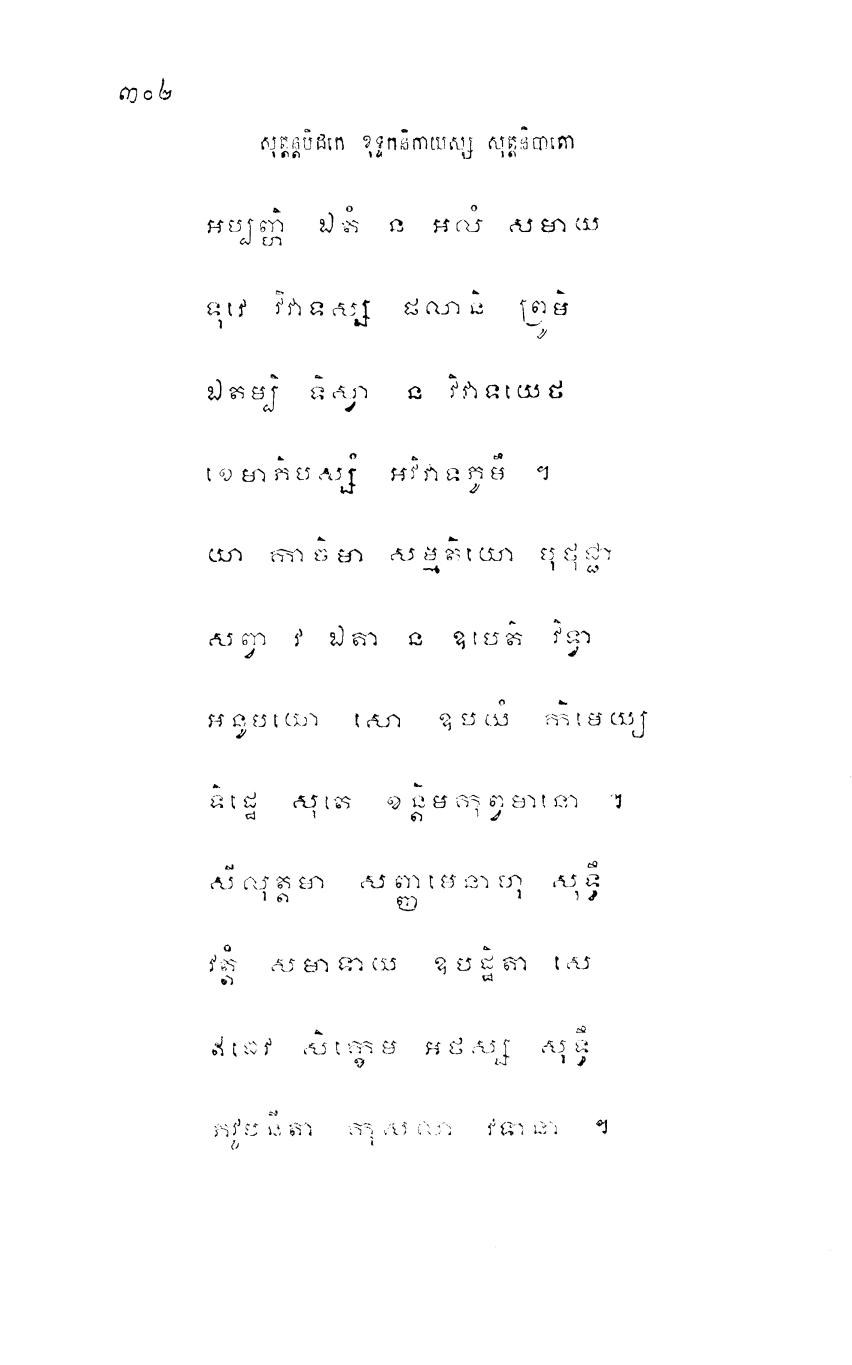 ៣០២
សុត្តន្តបិដកេ ខុទ្ទកនិកាយស្ស សុត្តនិបាតោ
អប្បញ្ហិ ឯតំ ន អលំ សមាយ
ទុវេ វិវាទស្ស ផលានិ ព្រូមិ
ឯតម្បិ ទិស្វា ន វិវាទយេថ
ខេមាភិបស្សំ អវិវាទភូមឹ ។
យា កាចិមា សម្មតិយោ បុថុជ្ជា
សព្វា វ ឯតា ន ឧបេតិ វិទ្វា
អនូបយោ សោ ឧបយំ កិមេយ្យ
ទិដ្ឋេ សុតេ ខន្តិមកុព្វមានោ ។
សីលុត្តមា សញ្ញមេនាហុ សុទ្ធឹ
វត្តំ សមាទាយ ឧបដ្ឋិតា សេ
ឥធេវ សិក្ខេម អថស្ស សុទ្ធឹ
ភវូបនីតា កុសលា វទានា ។